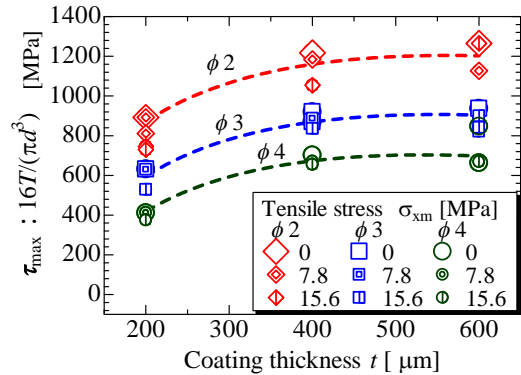 τmax : 16T/(πd³) [MPa]
1400
1200
1000
800
600
400
200
0
ϕ2
ϕ3
ϕ4
Tensile stress σxm [MPa]
ϕ2 ϕ3 ϕ4
0 0 0
7.8 7.8 7.8
15.6 15.6 15.6
200 300 400 500 600
Coating thickness t [ μm]